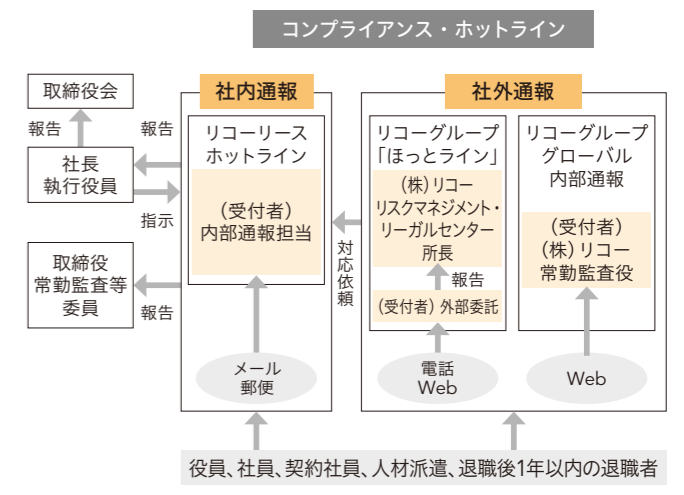 コンプライアンス・ホットライン
取締役会
報告
社長
執行役員
報告
指示
取締役
常勤監査等
委員
報告
社内通報
リコーリース
ホットライン
（受付者）
内部通報担当
メール
郵便
対応依頼
社外通報
リコーグループ
「ほっとライン」
（株）リコー
リスクマネジメント・
リーガルセンター
所長
報告
（受付者）外部委託
電話
Web
リコーグループ
グローバル
内部通報
（受付者）
（株）リコー
常勤監査役
Web
役員、社員、契約社員、人材派遣、退職後1年以内の退職者